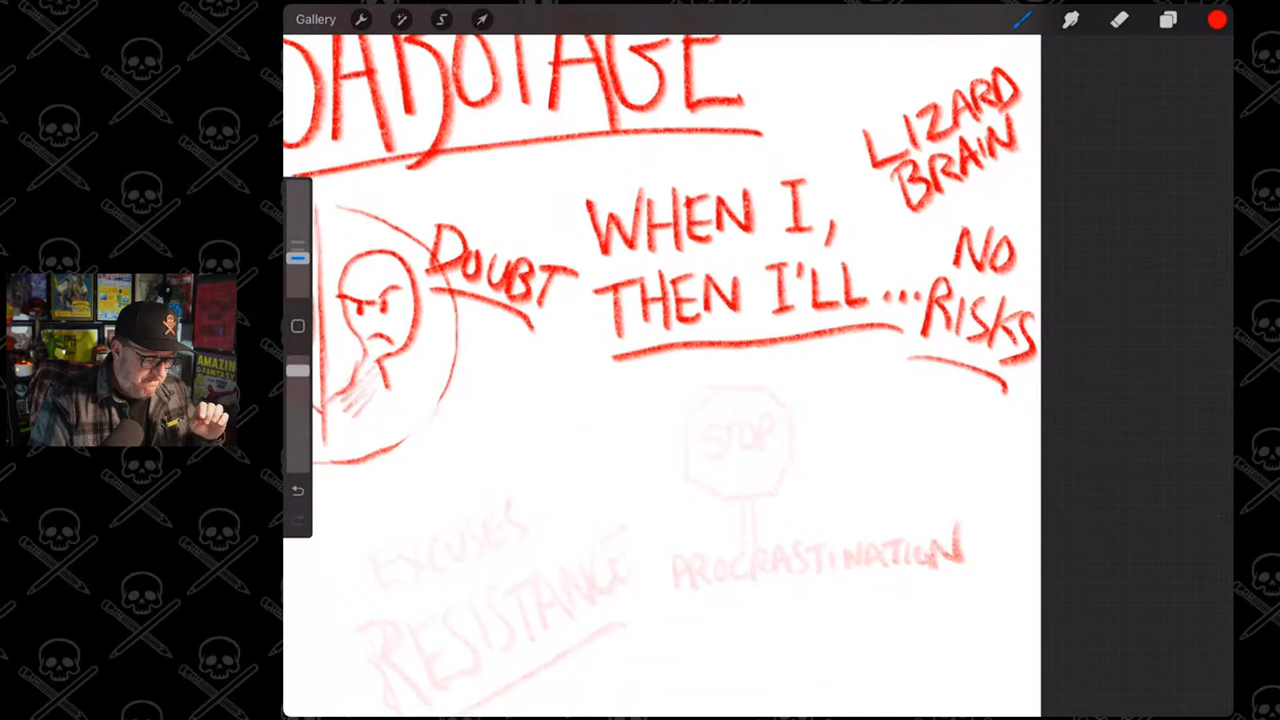 Gallery
SABOTAGE
LIZARD
BRAIN
DOUBT
WHEN I,
THEN I'LL...
NO
RISKS
STOP
EXCUSES
RESISTANCE
PROCRASTINATION
AMAZING
FANTASY